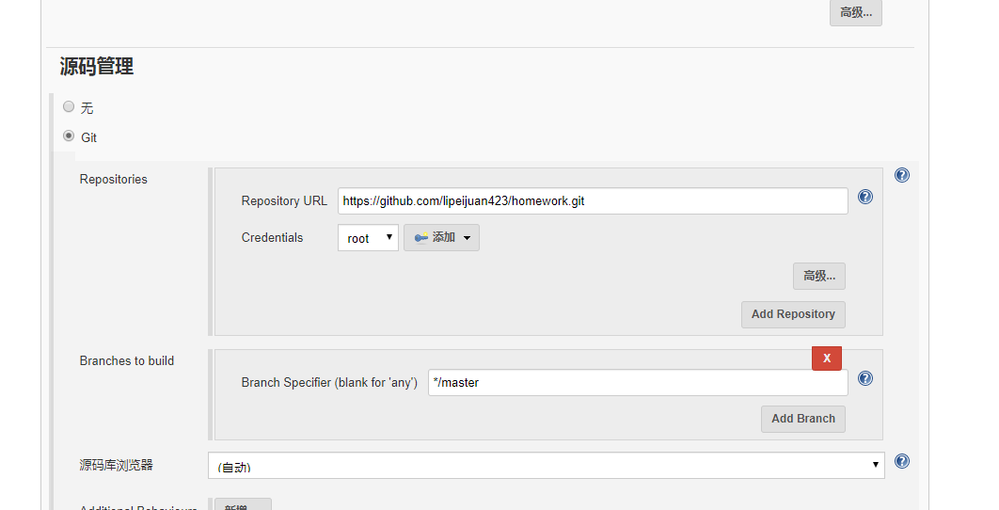 高级...
源码管理
无
Git
Repositories
Repository URL https://github.com/lipeijuan423/homework.git
Credentials root 添加
高级...
Add Repository
Branches to build
X
Branch Specifier (blank for 'any') */master
Add Branch
源码库浏览器 (自动)
Additional Behaviours 新增